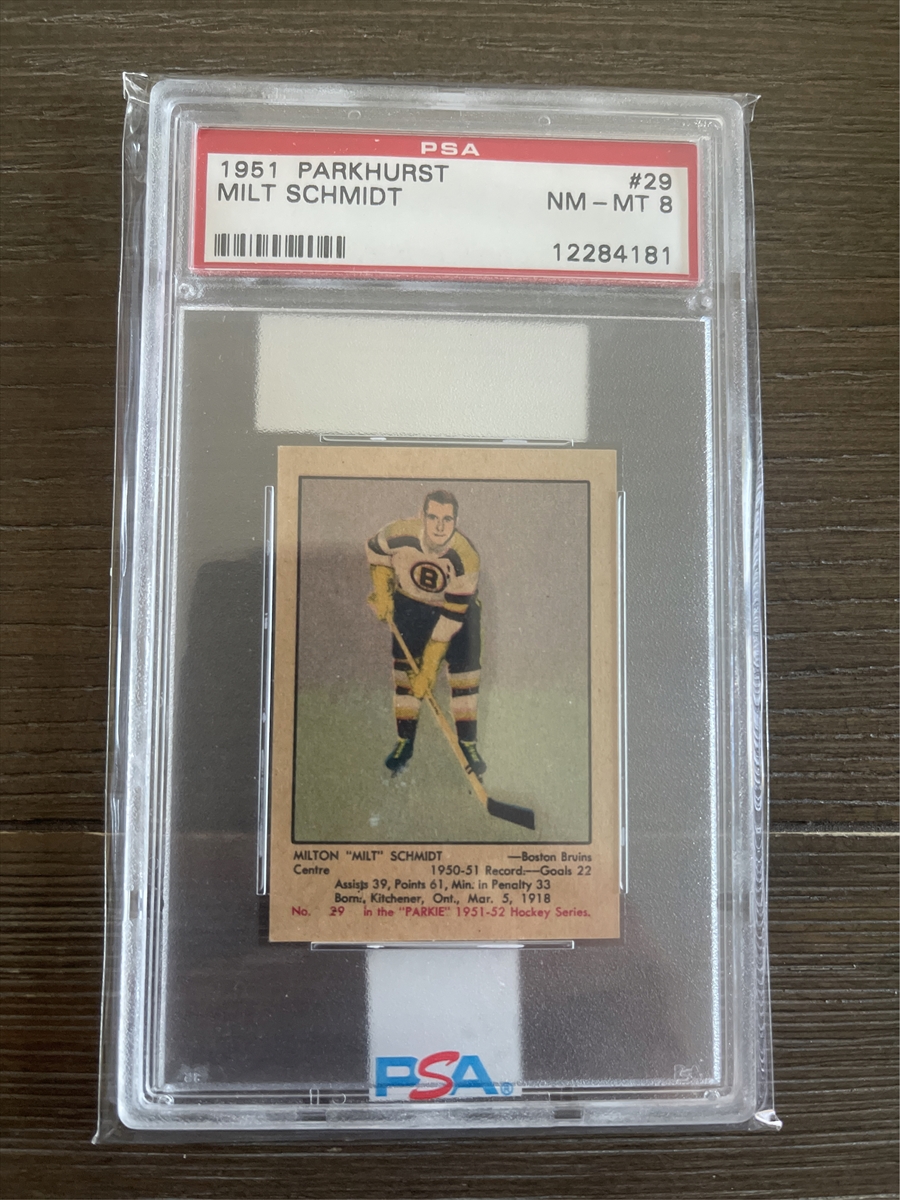 PSA
1951 PARKHURST #29
MILT SCHMIDT NM-MT 8
12284181
B
MILTON "MILT" SCHMIDT —Boston Bruins
Centre 1950-51 Record:—Goals 22
Assists 39, Points 61, Min. in Penalty 33
Born:, Kitchener, Ont., Mar. 5, 1918
No. 29 in the "PARKIE" 1951-52 Hockey Series.
PSA®